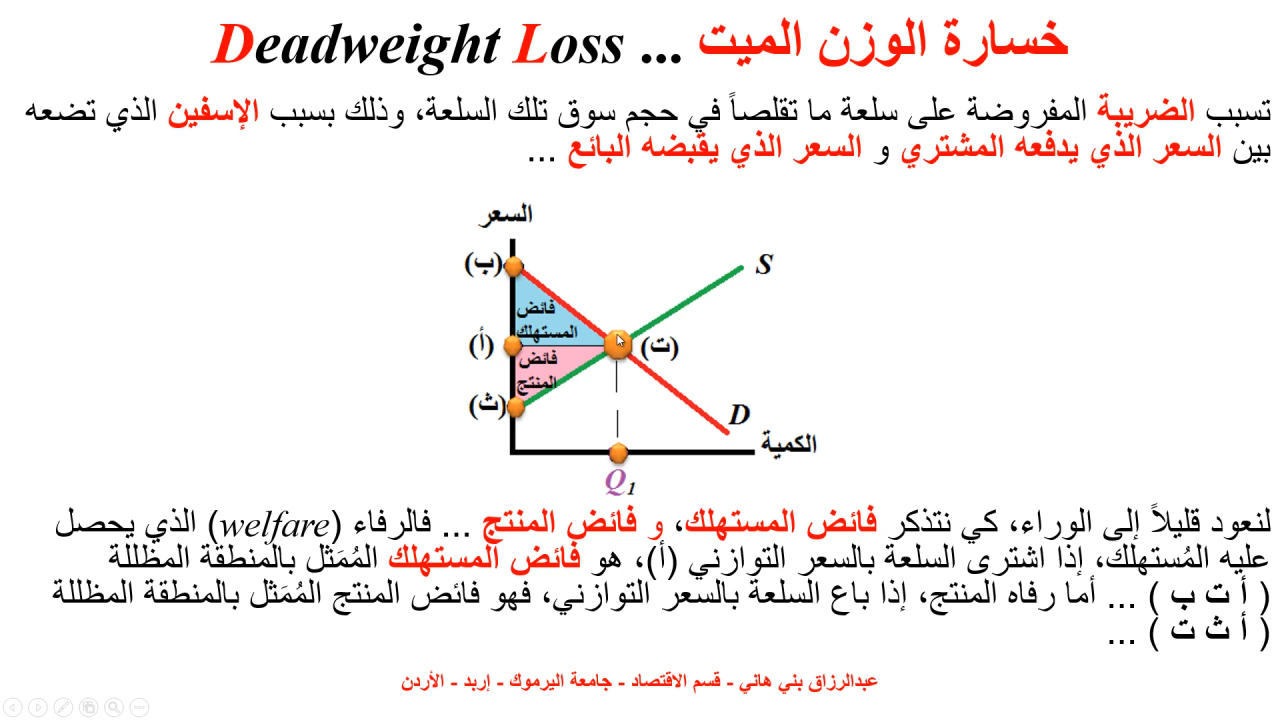 خسارة الوزن الميت ... Deadweight Loss
تسبب الضريبة المفروضة على سلعة ما تقلصاً في حجم سوق تلك السلعة، وذلك بسبب الإسفين الذي تضعه
بين السعر الذي يدفعه المشتري و السعر الذي يقبضه البائع ...
السعر
(ب)
S
فائض
المستهلك
(أ)
(ت)
فائض
المنتج
(ث)
D
الكمية
Q1
لنعود قليلاً إلى الوراء، كي نتذكر فائض المستهلك، و فائض المنتج ... فالرفاء (welfare) الذي يحصل
عليه المُستهلك، إذا اشترى السلعة بالسعر التوازني (أ)، هو فائض المستهلك المُمَثل بالمنطقة المظللة
( أ ت ب ) ... أما رفاه المنتج، إذا باع السلعة بالسعر التوازني، فهو فائض المنتج المُمَثل بالمنطقة المظللة
( أ ث ت ) ...
عبدالرزاق بني هاني - قسم الاقتصاد - جامعة اليرموك - إربد - الأردن